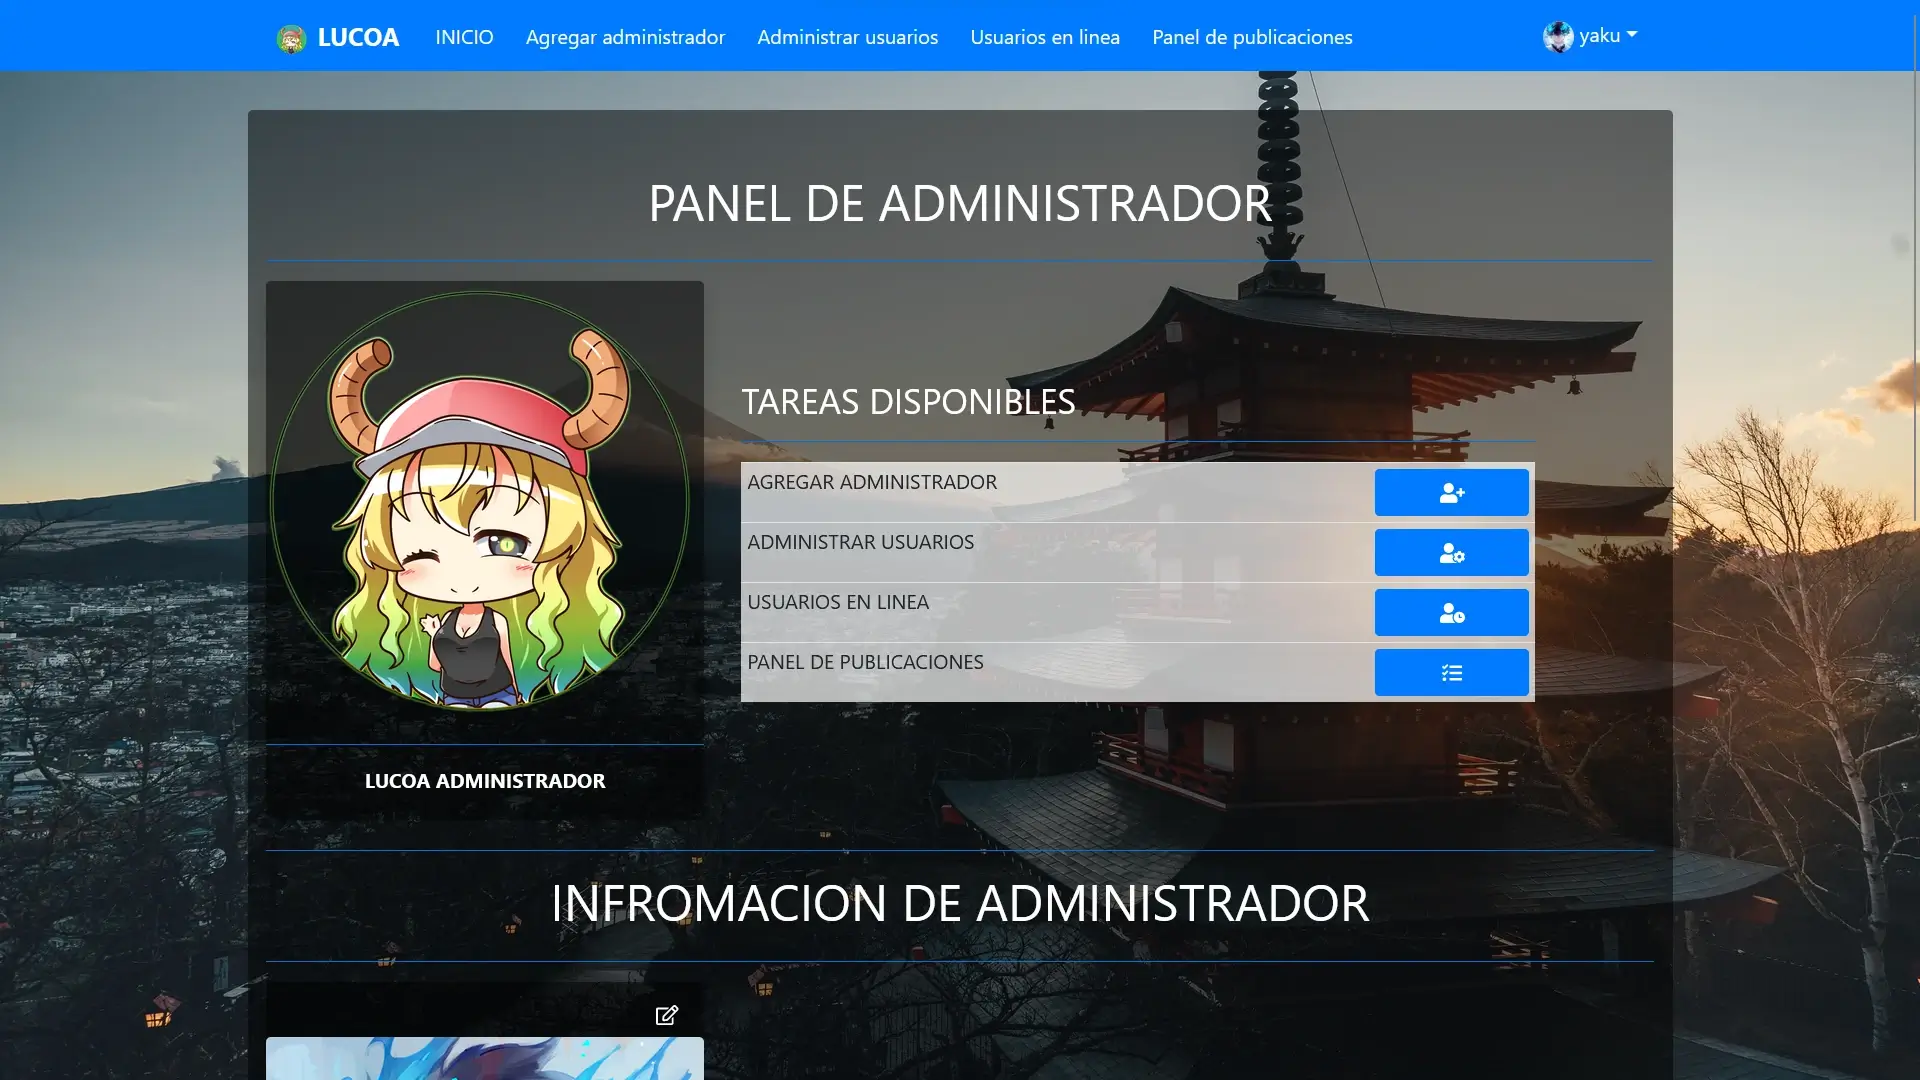 LUCOA INICIO Agregar administrador Administrar usuarios Usuarios en linea Panel de publicaciones yaku
PANEL DE ADMINISTRADOR
TAREAS DISPONIBLES
AGREGAR ADMINISTRADOR
ADMINISTRAR USUARIOS
USUARIOS EN LINEA
PANEL DE PUBLICACIONES
LUCOA ADMINISTRADOR
INFROMACION DE ADMINISTRADOR